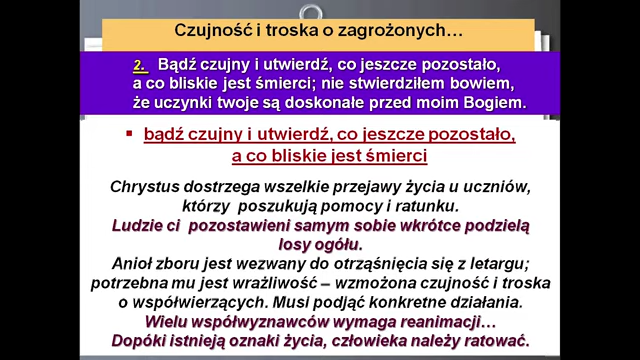 Czujność i troska o zagrożonych...
2. Bądź czujny i utwierdź, co jeszcze pozostało,
a co bliskie jest śmierci; nie stwierdziłem bowiem,
że uczynki twoje są doskonałe przed moim Bogiem.
▪ bądź czujny i utwierdź, co jeszcze pozostało,
a co bliskie jest śmierci
Chrystus dostrzega wszelkie przejawy życia u uczniów,
którzy poszukują pomocy i ratunku.
Ludzie ci pozostawieni samym sobie wkrótce podzielą
losy ogółu.
Anioł zboru jest wezwany do otrząśnięcia się z letargu;
potrzebna mu jest wrażliwość – wzmożona czujność i troska
o współwierzących. Musi podjąć konkretne działania.
Wielu współwyznawców wymaga reanimacji...
Dopóki istnieją oznaki życia, człowieka należy ratować.